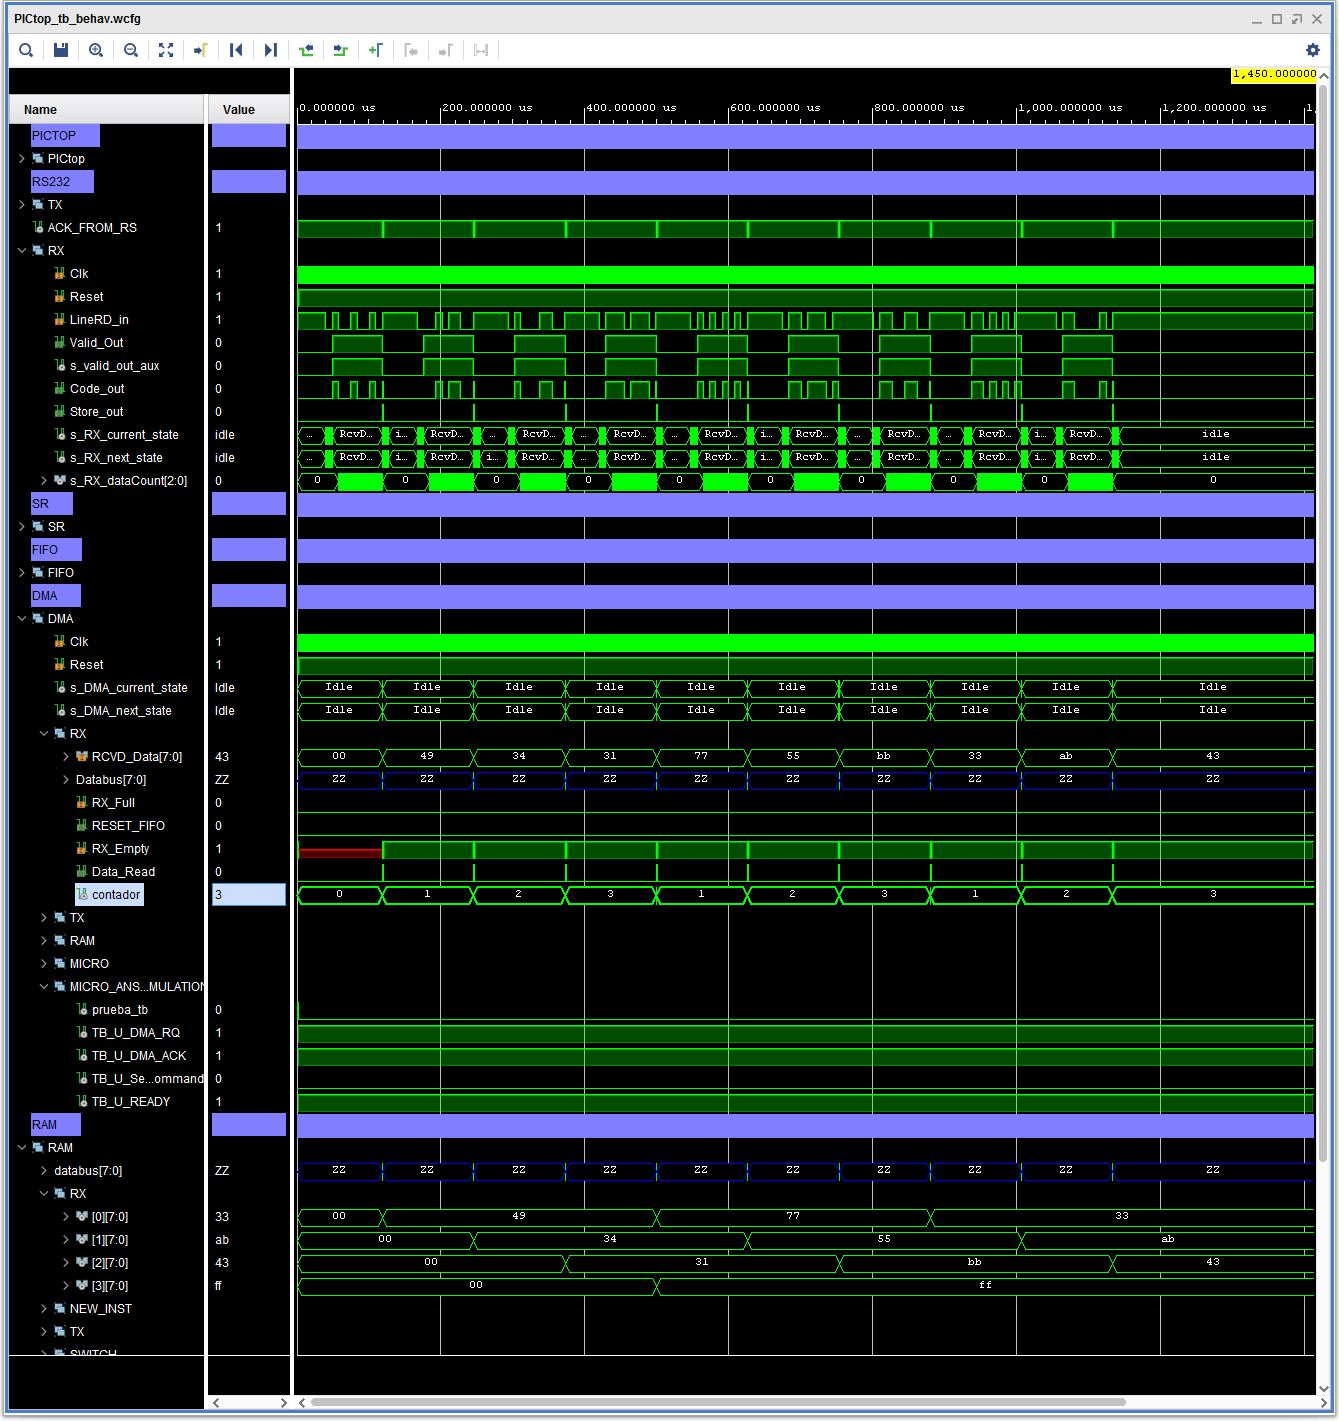 PICtop_tb_behav.wcfg
1,450.000000
Name Value 0.000000 us 200.000000 us 400.000000 us 600.000000 us 800.000000 us 1,000.000000 us 1,200.000000 us
PICTOP
PICtop
RS232
TX
ACK_FROM_RS 1
RX
Clk 1
Reset 1
LineRD_in 1
Valid_Out 0
s_valid_out_aux 0
Code_out 0
Store_out 0
s_RX_current_state idle ... RcvD... i... RcvD... ... RcvD... ... RcvD... ... RcvD... i... RcvD... ... RcvD... ... RcvD... i... RcvD... idle
s_RX_next_state idle ... RcvD... i... RcvD... i... RcvD... ... RcvD... ... RcvD... i... RcvD... ... RcvD... ... RcvD... i... RcvD... idle
s_RX_dataCount[2:0] 0 0 0 0 0 0 0 0 0 0 0
SR
SR
FIFO
FIFO
DMA
DMA
Clk 1
Reset 1
s_DMA_current_state Idle Idle Idle Idle Idle Idle Idle Idle Idle Idle Idle
s_DMA_next_state Idle Idle Idle Idle Idle Idle Idle Idle Idle Idle Idle
RX
RCVD_Data[7:0] 43 00 49 34 31 77 55 bb 33 ab 43
Databus[7:0] ZZ ZZ ZZ ZZ ZZ ZZ ZZ ZZ ZZ ZZ ZZ
RX_Full 0
RESET_FIFO 0
RX_Empty 1
Data_Read 0
contador 3 0 1 2 3 1 2 3 1 2 3
TX
RAM
MICRO
MICRO_ANS...MULATION
prueba_tb 0
TB_U_DMA_RQ 1
TB_U_DMA_ACK 1
TB_U_Se...ommand 0
TB_U_READY 1
RAM
RAM
databus[7:0] ZZ ZZ ZZ ZZ ZZ ZZ ZZ ZZ ZZ ZZ ZZ
RX
[0][7:0] 33 00 49 77 33
[1][7:0] ab 00 34 55 ab
[2][7:0] 43 00 31 bb 43
[3][7:0] ff 00 ff
NEW_INST
TX
SWITCH